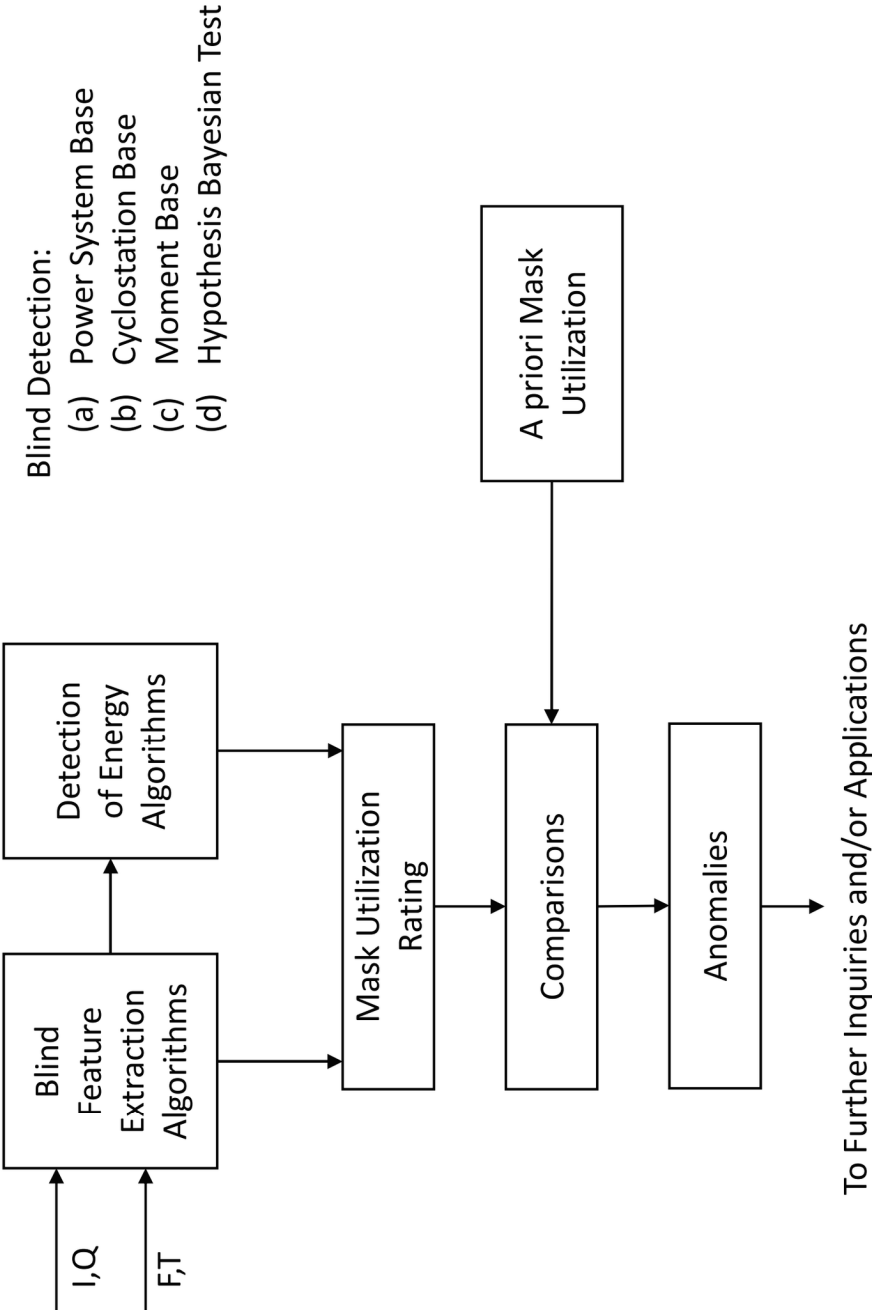 Blind Detection:
(a) Power System Base
(b) Cyclostation Base
(c) Moment Base
(d) Hypothesis Bayesian Test
I,Q
F,T
Blind
Feature
Extraction
Algorithms
Detection
of Energy
Algorithms
Mask Utilization
Rating
A priori Mask
Utilization
Comparisons
Anomalies
To Further Inquiries and/or Applications